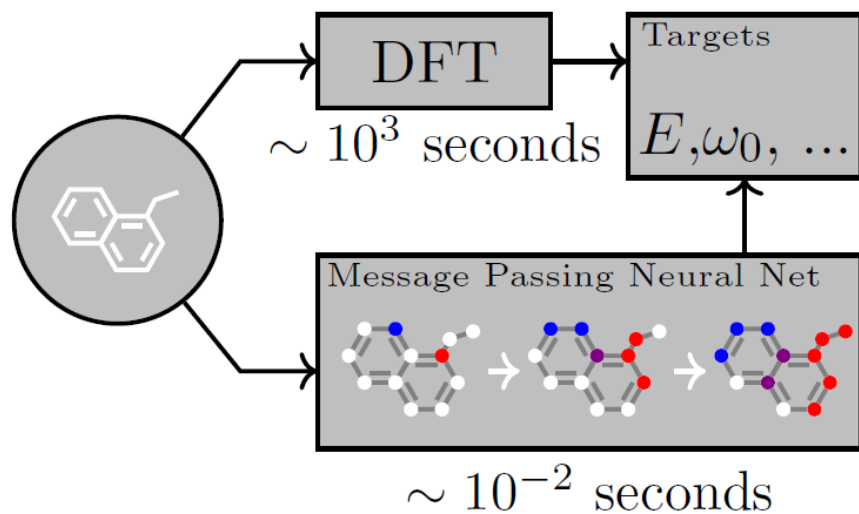 DFT
~ 10³ seconds
Targets
E,ω₀, ...
Message Passing Neural Net
~ 10⁻² seconds